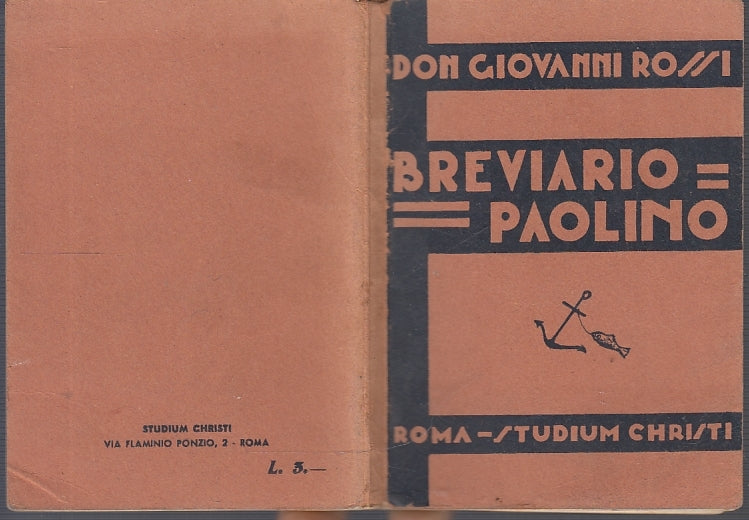 STUDIUM CHRISTI
VIA FLAMINIO PONZIO, 2 - ROMA
L. 3.—
DON GIOVANNI ROSSI
BREVIARIO =
= PAOLINO
ROMA - STUDIUM CHRISTI